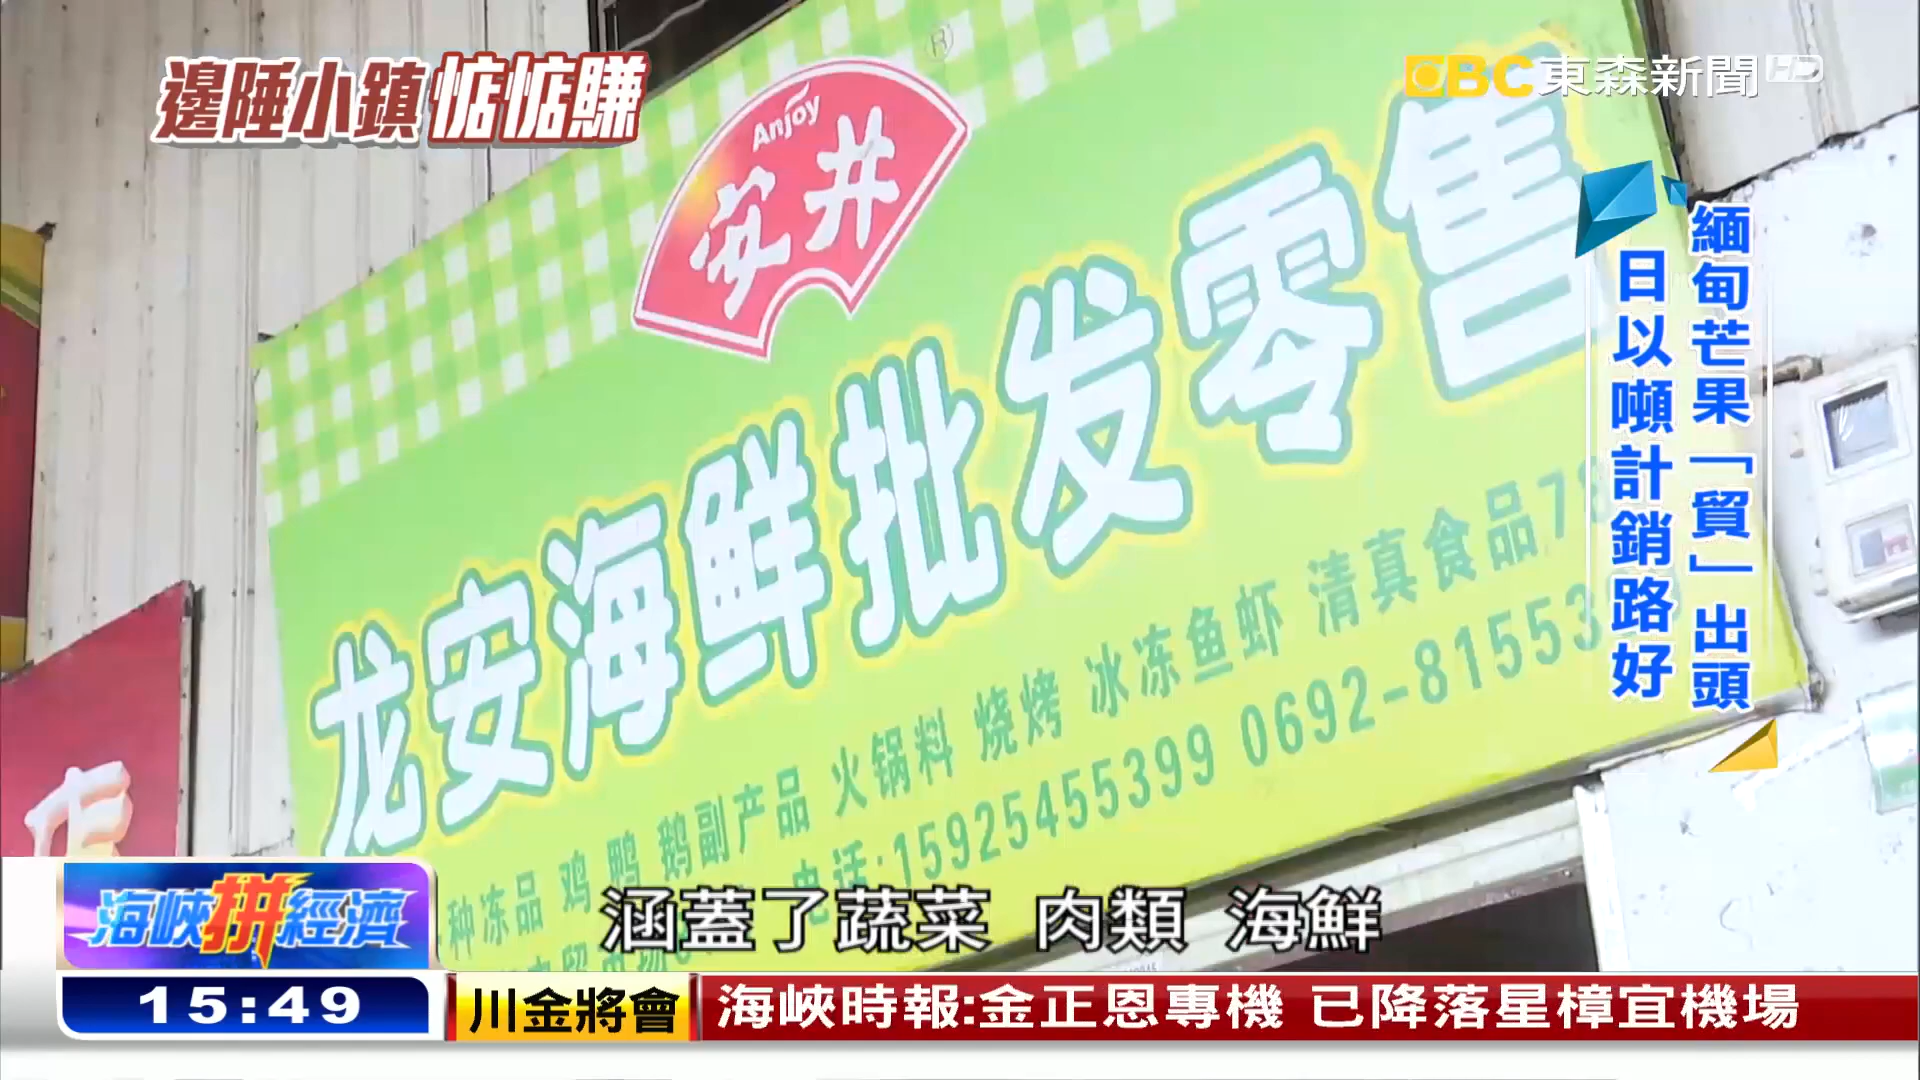 邊陲小鎮 惦惦賺
EBC東森新聞 HD
Anjoy
安井
®
龙安海鲜批发零售
种冻品 鸡 鸭 鹅副产品 火锅料 烧烤 冰冻鱼虾 清真食品
电话:15925455399 0692-81553
緬甸芒果「貿」出頭
日以噸計銷路好
店
涵蓋了蔬菜 肉類 海鮮
海峽拼經濟
15:49
川金將會
海峽時報:金正恩專機 已降落星樟宜機場